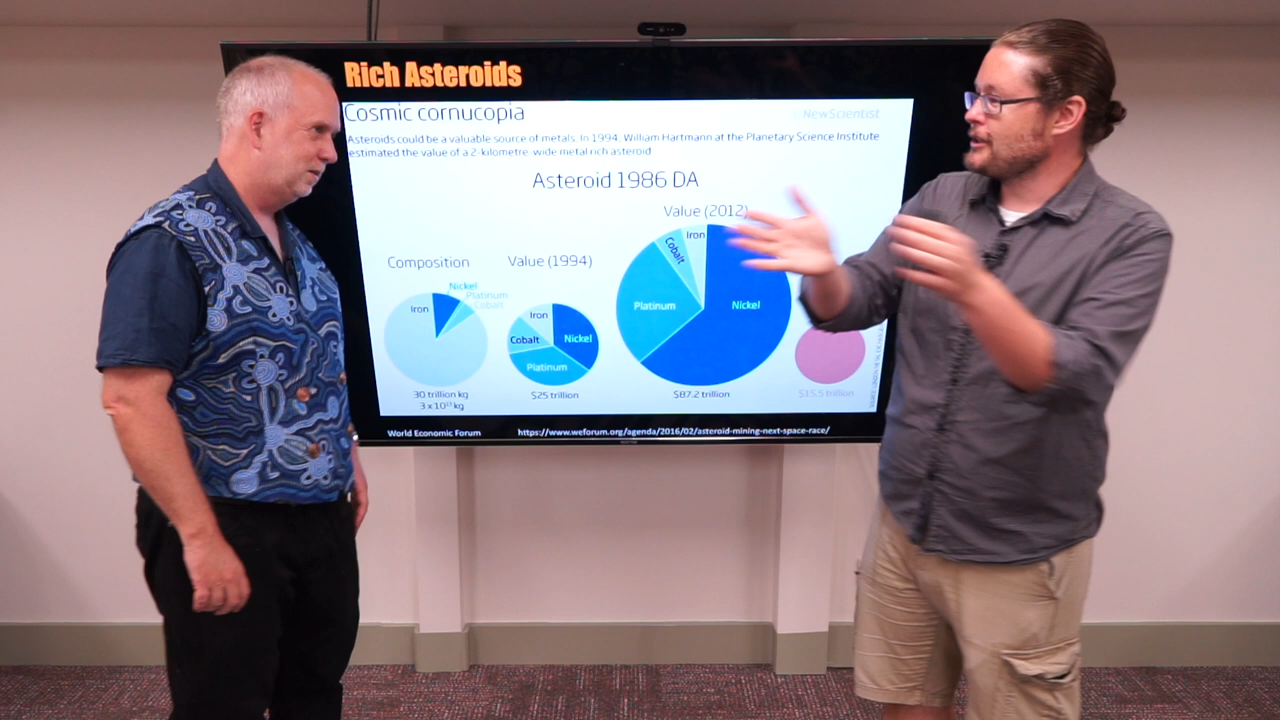 Rich Asteroids
Cosmic cornucopia
NewScientist
Asteroids could be a valuable source of metals. In 1994, William Hartmann at the Planetary Science Institute
estimated the value of a 2-kilometre-wide metal rich asteroid
Asteroid 1986 DA
Value (2012)
Composition
Value (1994)
Nickel
Platinum
Cobalt
Iron
Iron
Nickel
Cobalt
Platinum
Iron
Cobalt
Platinum
Nickel
30 trillion kg
3 x 10¹³ kg
$25 trillion
$87.2 trillion
$15.5 trillion
World Economic Forum
https://www.weforum.org/agenda/2016/02/asteroid-mining-next-space-race/